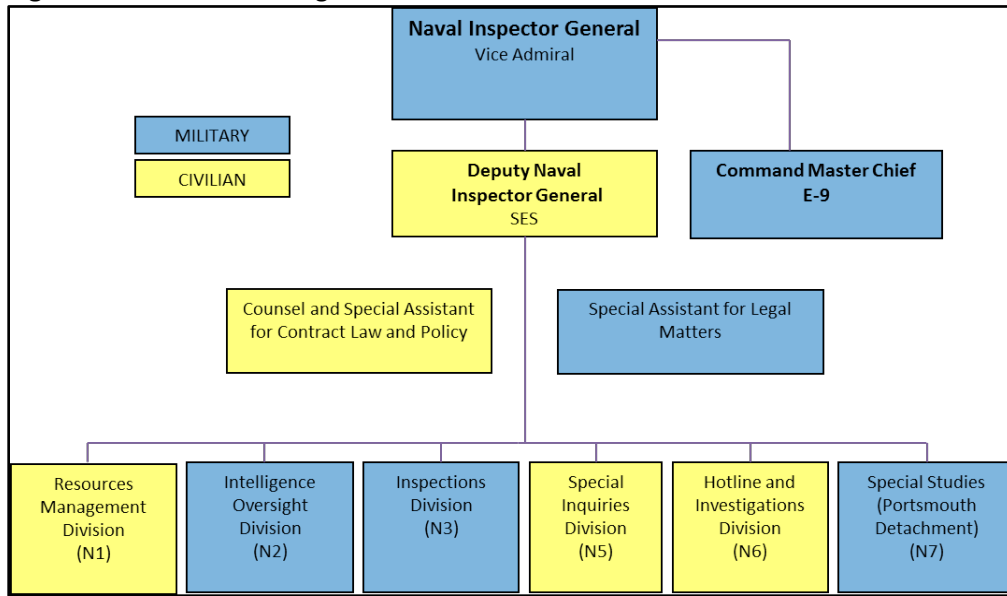 Naval Inspector General
Vice Admiral
MILITARY
CIVILIAN
Deputy Naval
Inspector General
SES
Command Master Chief
E-9
Counsel and Special Assistant
for Contract Law and Policy
Special Assistant for Legal
Matters
Resources
Management
Division
(N1)
Intelligence
Oversight
Division
(N2)
Inspections
Division
(N3)
Special
Inquiries
Division
(N5)
Hotline and
Investigations
Division
(N6)
Special Studies
(Portsmouth
Detachment)
(N7)